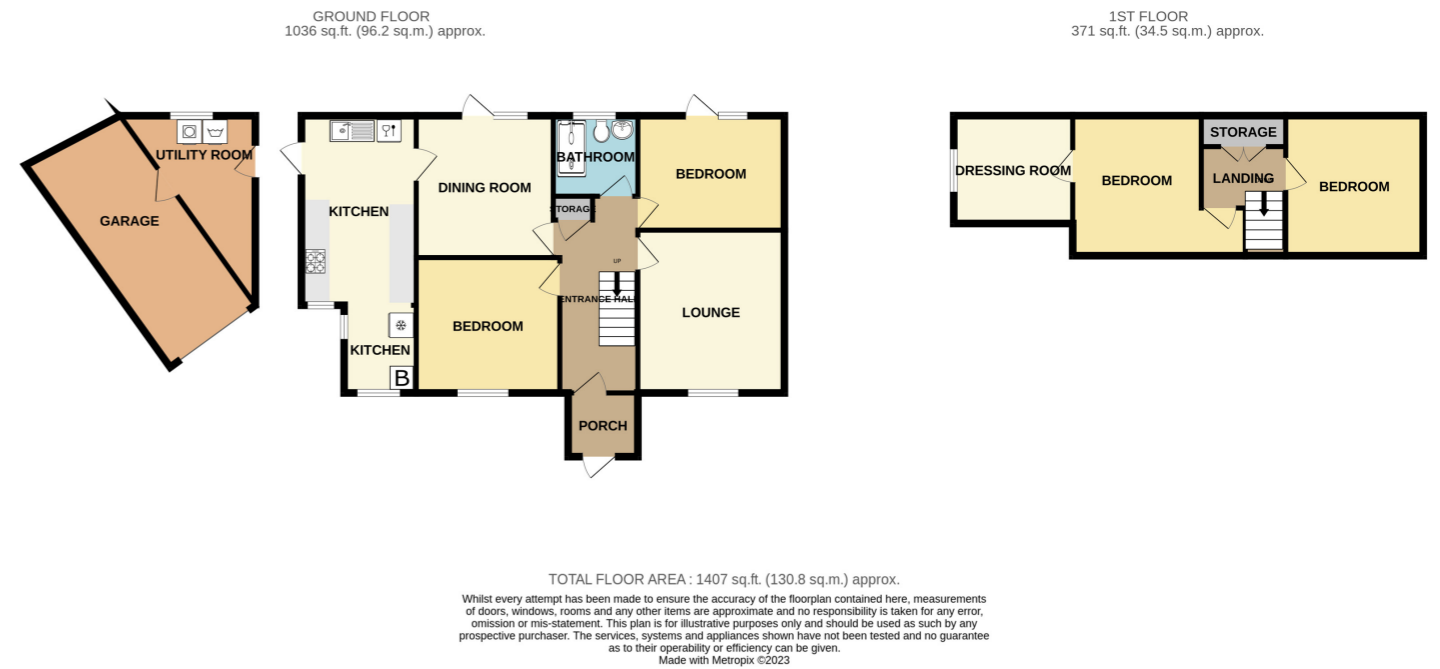 GROUND FLOOR
1036 sq.ft. (96.2 sq.m.) approx.
1ST FLOOR
371 sq.ft. (34.5 sq.m.) approx.
UTILITY ROOM
GARAGE
KITCHEN
DINING ROOM
BATHROOM
BEDROOM
STORAGE
UP
ENTRANCE HALL
LOUNGE
BEDROOM
KITCHEN
B
PORCH
STORAGE
DRESSING ROOM
BEDROOM
LANDING
BEDROOM
TOTAL FLOOR AREA : 1407 sq.ft. (130.8 sq.m.) approx.
Whilst every attempt has been made to ensure the accuracy of the floorplan contained here, measurements
of doors, windows, rooms and any other items are approximate and no responsibility is taken for any error,
omission or mis-statement. This plan is for illustrative purposes only and should be used as such by any
prospective purchaser. The services, systems and appliances shown have not been tested and no guarantee
as to their operability or efficiency can be given.
Made with Metropix ©2023